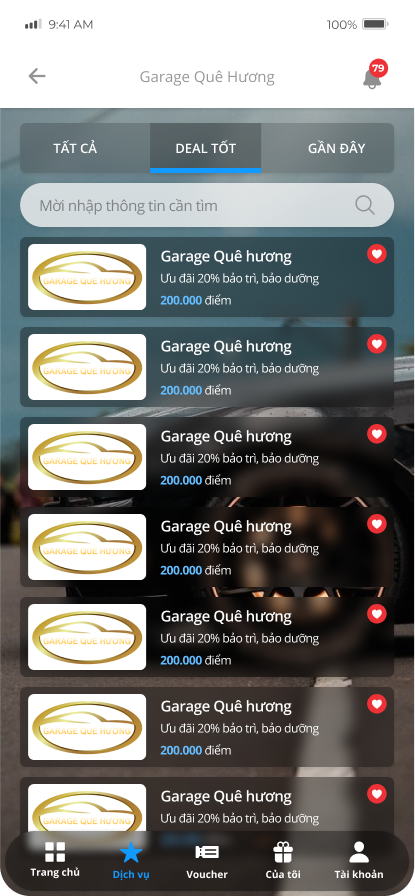 9:41 AM
100%
Garage Quê Hương
79
TẤT CẢ
DEAL TỐT
GẦN ĐÂY
Mời nhập thông tin cần tìm
GARAGE QUÊ HƯƠNG
Garage Quê hương
Ưu đãi 20% bảo trì, bảo dưỡng
200.000 điểm
GARAGE QUÊ HƯƠNG
Garage Quê hương
Ưu đãi 20% bảo trì, bảo dưỡng
200.000 điểm
GARAGE QUÊ HƯƠNG
Garage Quê hương
Ưu đãi 20% bảo trì, bảo dưỡng
200.000 điểm
GARAGE QUÊ HƯƠNG
Garage Quê hương
Ưu đãi 20% bảo trì, bảo dưỡng
200.000 điểm
GARAGE QUÊ HƯƠNG
Garage Quê hương
Ưu đãi 20% bảo trì, bảo dưỡng
200.000 điểm
GARAGE QUÊ HƯƠNG
Garage Quê hương
Ưu đãi 20% bảo trì, bảo dưỡng
200.000 điểm
GARAGE QUÊ HƯƠNG
Garage Quê hương
Ưu đãi 20% bảo trì, bảo dưỡng
Trang chủ
Dịch vụ
Voucher
Của tôi
Tài khoản